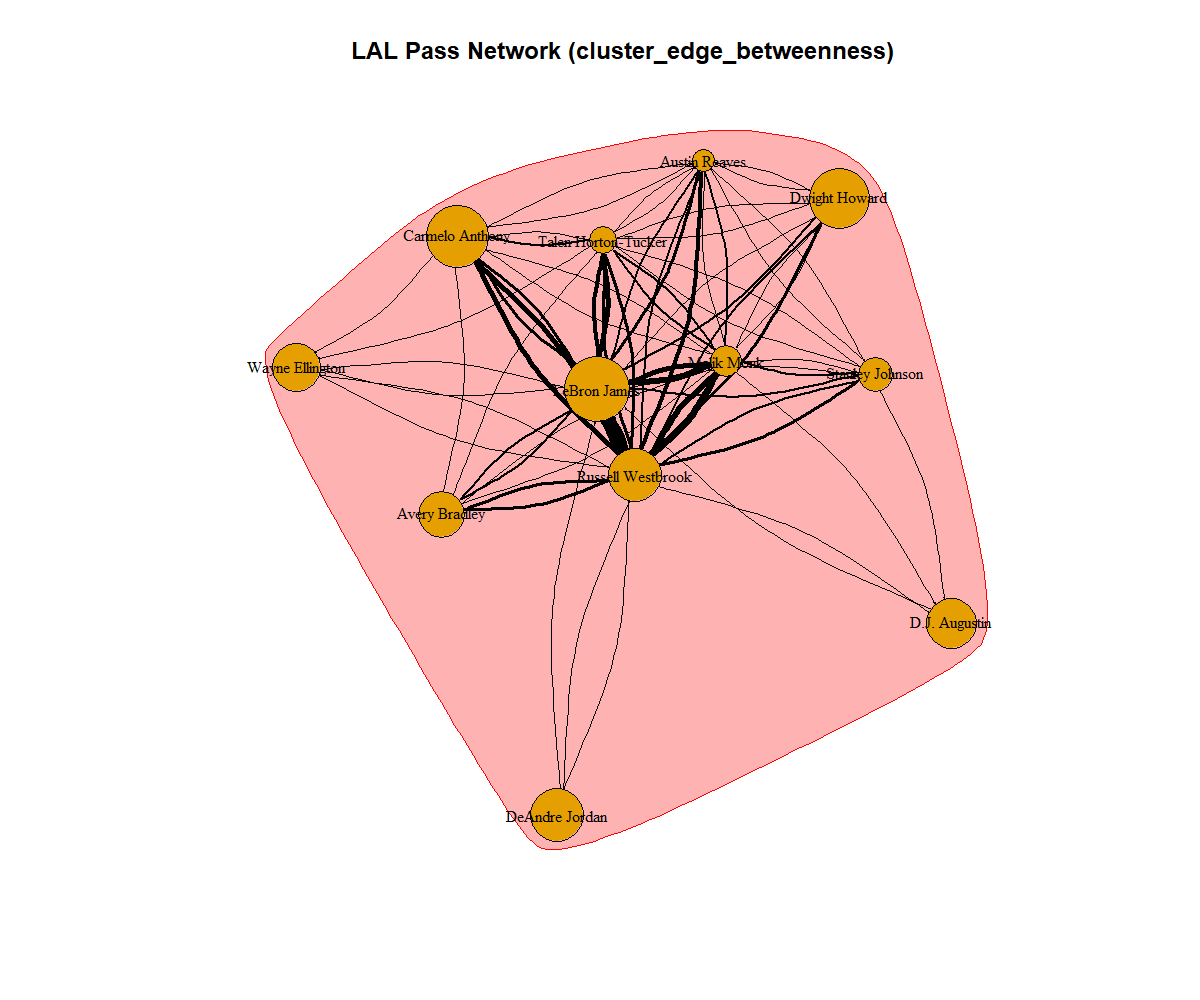 LAL Pass Network (cluster_edge_betweenness)
Austin Reaves
Dwight Howard
Carmelo Anthony
Talen Horton-Tucker
Malik Monk
Wayne Ellington
Stanley Johnson
LeBron James
Russell Westbrook
Avery Bradley
D.J. Augustin
DeAndre Jordan